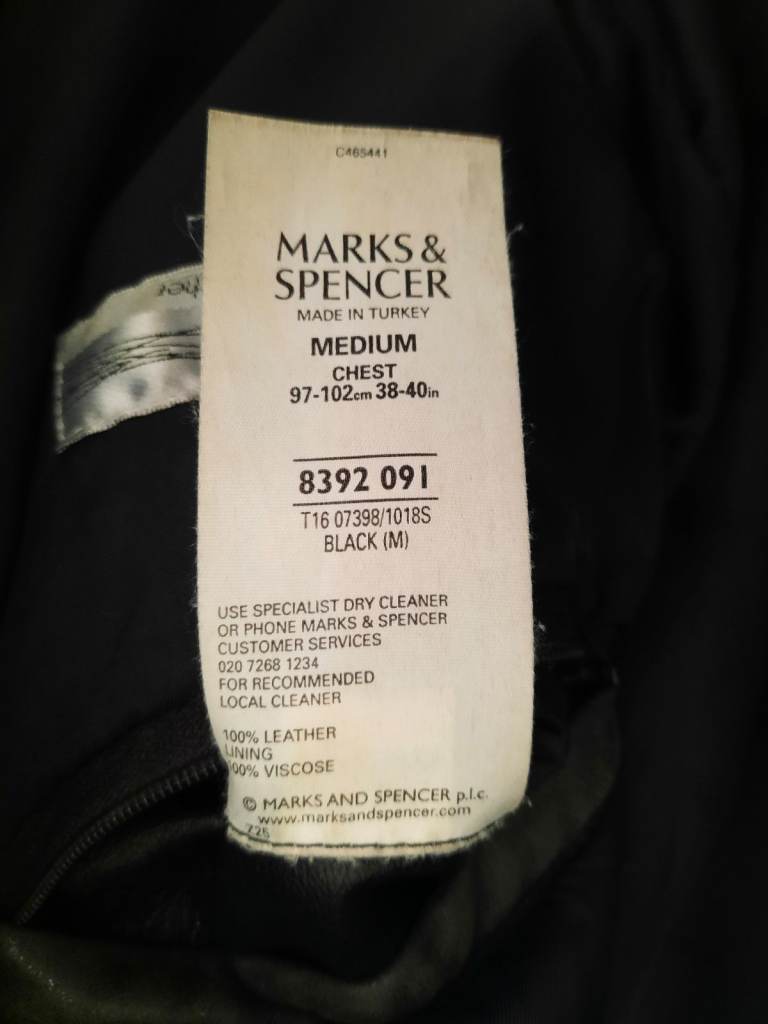 C465441
MARKS &
SPENCER
MADE IN TURKEY
MEDIUM
CHEST
97-102cm 38-40in
8392 091
T16 07398/1018S
BLACK (M)
USE SPECIALIST DRY CLEANER
OR PHONE MARKS & SPENCER
CUSTOMER SERVICES
020 7268 1234
FOR RECOMMENDED
LOCAL CLEANER
100% LEATHER
LINING
100% VISCOSE
© MARKS AND SPENCER p.l.c.
www.marksandspencer.com
725